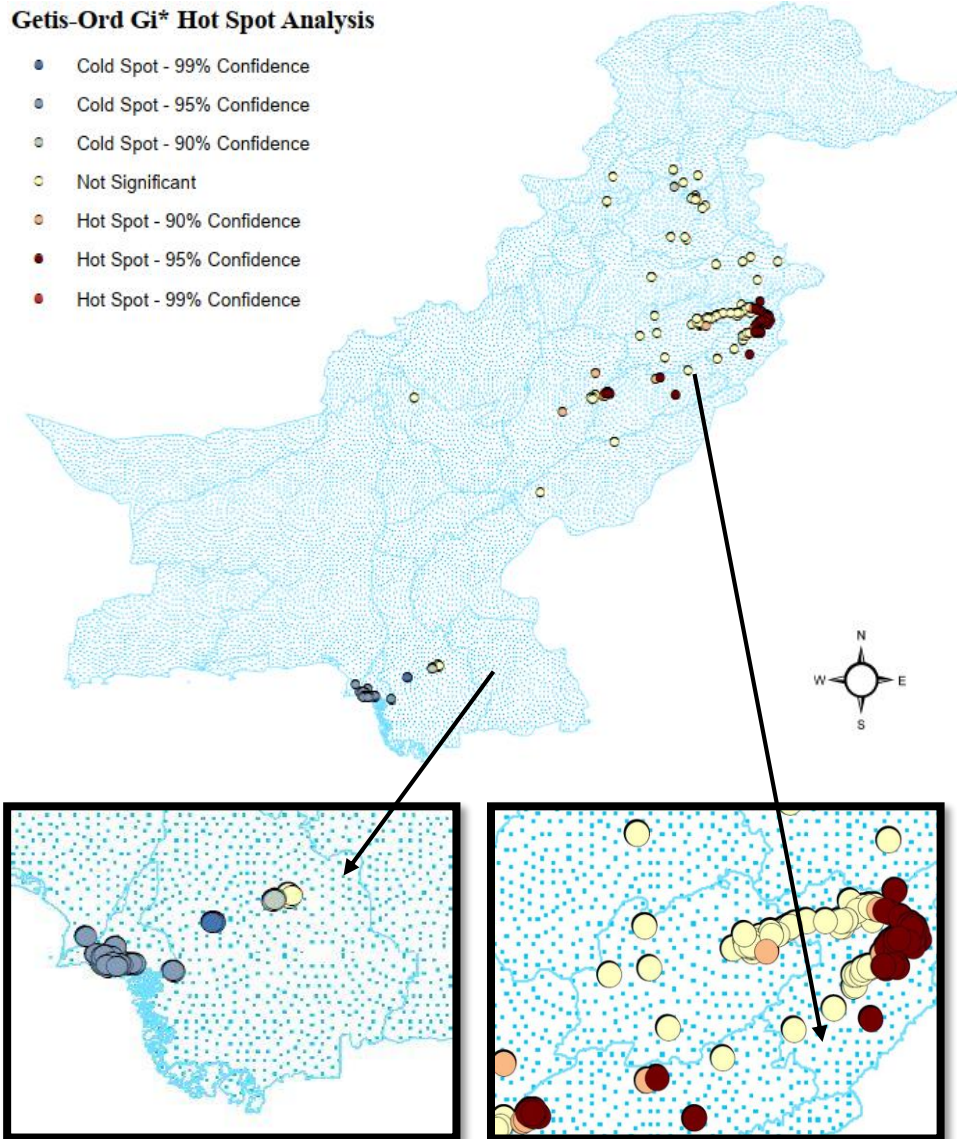 Getis-Ord Gi* Hot Spot Analysis
Cold Spot - 99% Confidence
Cold Spot - 95% Confidence
Cold Spot - 90% Confidence
Not Significant
Hot Spot - 90% Confidence
Hot Spot - 95% Confidence
Hot Spot - 99% Confidence
N
W E
S